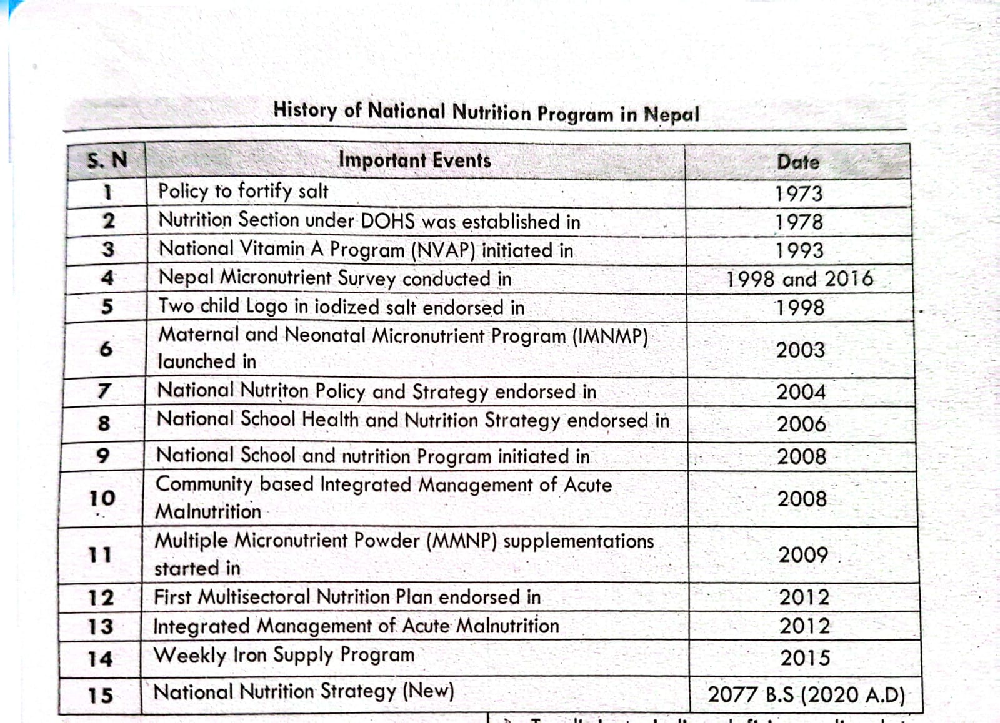 History of National Nutrition Program in Nepal
S. N Important Events Date
1 Policy to fortify salt 1973
2 Nutrition Section under DOHS was established in 1978
3 National Vitamin A Program (NVAP) initiated in 1993
4 Nepal Micronutrient Survey conducted in 1998 and 2016
5 Two child Logo in iodized salt endorsed in 1998
6 Maternal and Neonatal Micronutrient Program (IMNMP) 2003
launched in
7 National Nutriton Policy and Strategy endorsed in 2004
8 National School Health and Nutrition Strategy endorsed in 2006
9 National School and nutrition Program initiated in 2008
10 Community based Integrated Management of Acute 2008
Malnutrition
11 Multiple Micronutrient Powder (MMNP) supplementations 2009
started in
12 First Multisectoral Nutrition Plan endorsed in 2012
13 Integrated Management of Acute Malnutrition 2012
14 Weekly Iron Supply Program 2015
15 National Nutrition Strategy (New) 2077 B.S (2020 A.D)